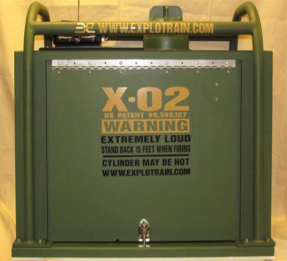 WWW.EXPLOTRAIN.COM
X-02
US PATENT #6,599,127
WARNING
EXTREMELY LOUD
STAND BACK 15 FEET WHEN FIRING
CYLINDER MAY BE HOT
WWW.EXPLOTRAIN.COM